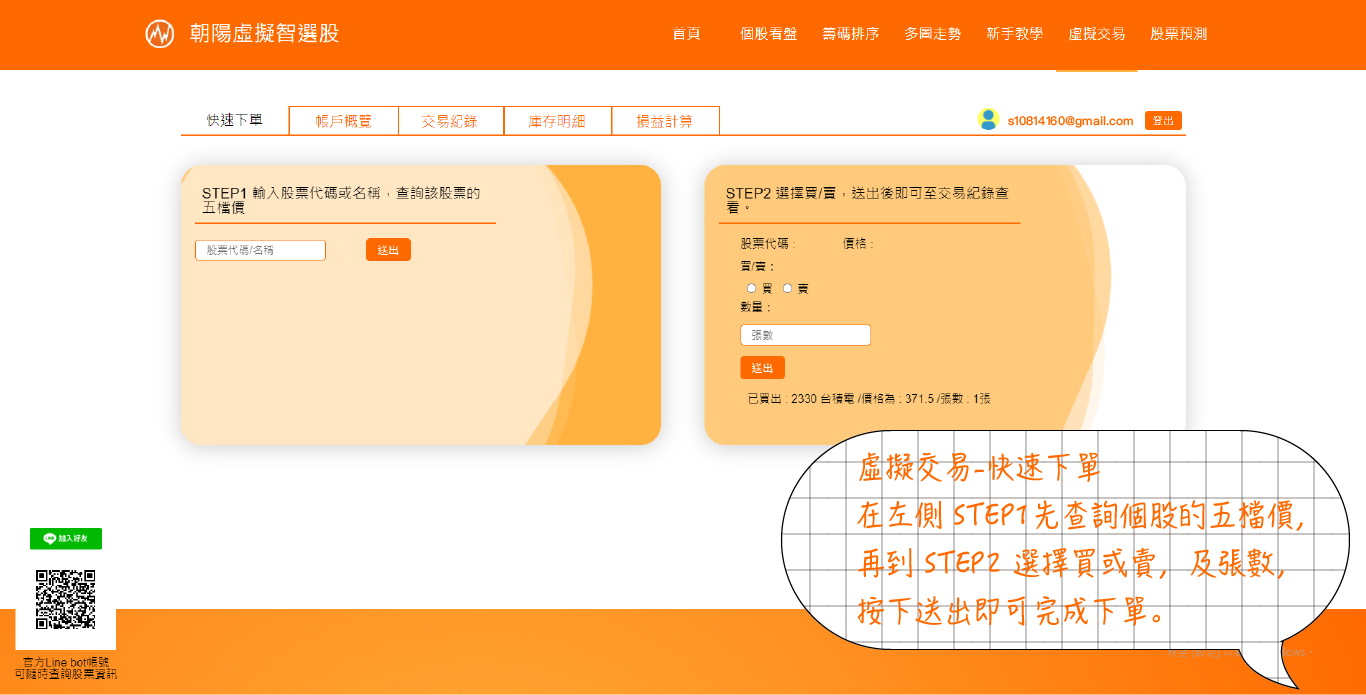 朝陽虛擬智選股
首頁 個股看盤 籌碼排序 多圖走勢 新手教學 虛擬交易 股票預測
快速下單 帳戶概覽 交易紀錄 庫存明細 損益計算
s10814160@gmail.com 登出
STEP1 輸入股票代碼或名稱，查詢該股票的
五檔價
股票代碼/名稱 送出
STEP2 選擇買/賣，送出後即可至交易紀錄查
看。
股票代碼 : 價格 :
買/賣：
買 賣
數量：
張數
送出
已買出 : 2330 台積電 /價格為 : 371.5 /張數 : 1張
虛擬交易-快速下單
在左側 STEP1 先查詢個股的五檔價,
再到 STEP2 選擇買或賣, 及張數,
按下送出即可完成下單。
LINE 加入好友
官方Line bot帳號
可隨時查詢股票資訊